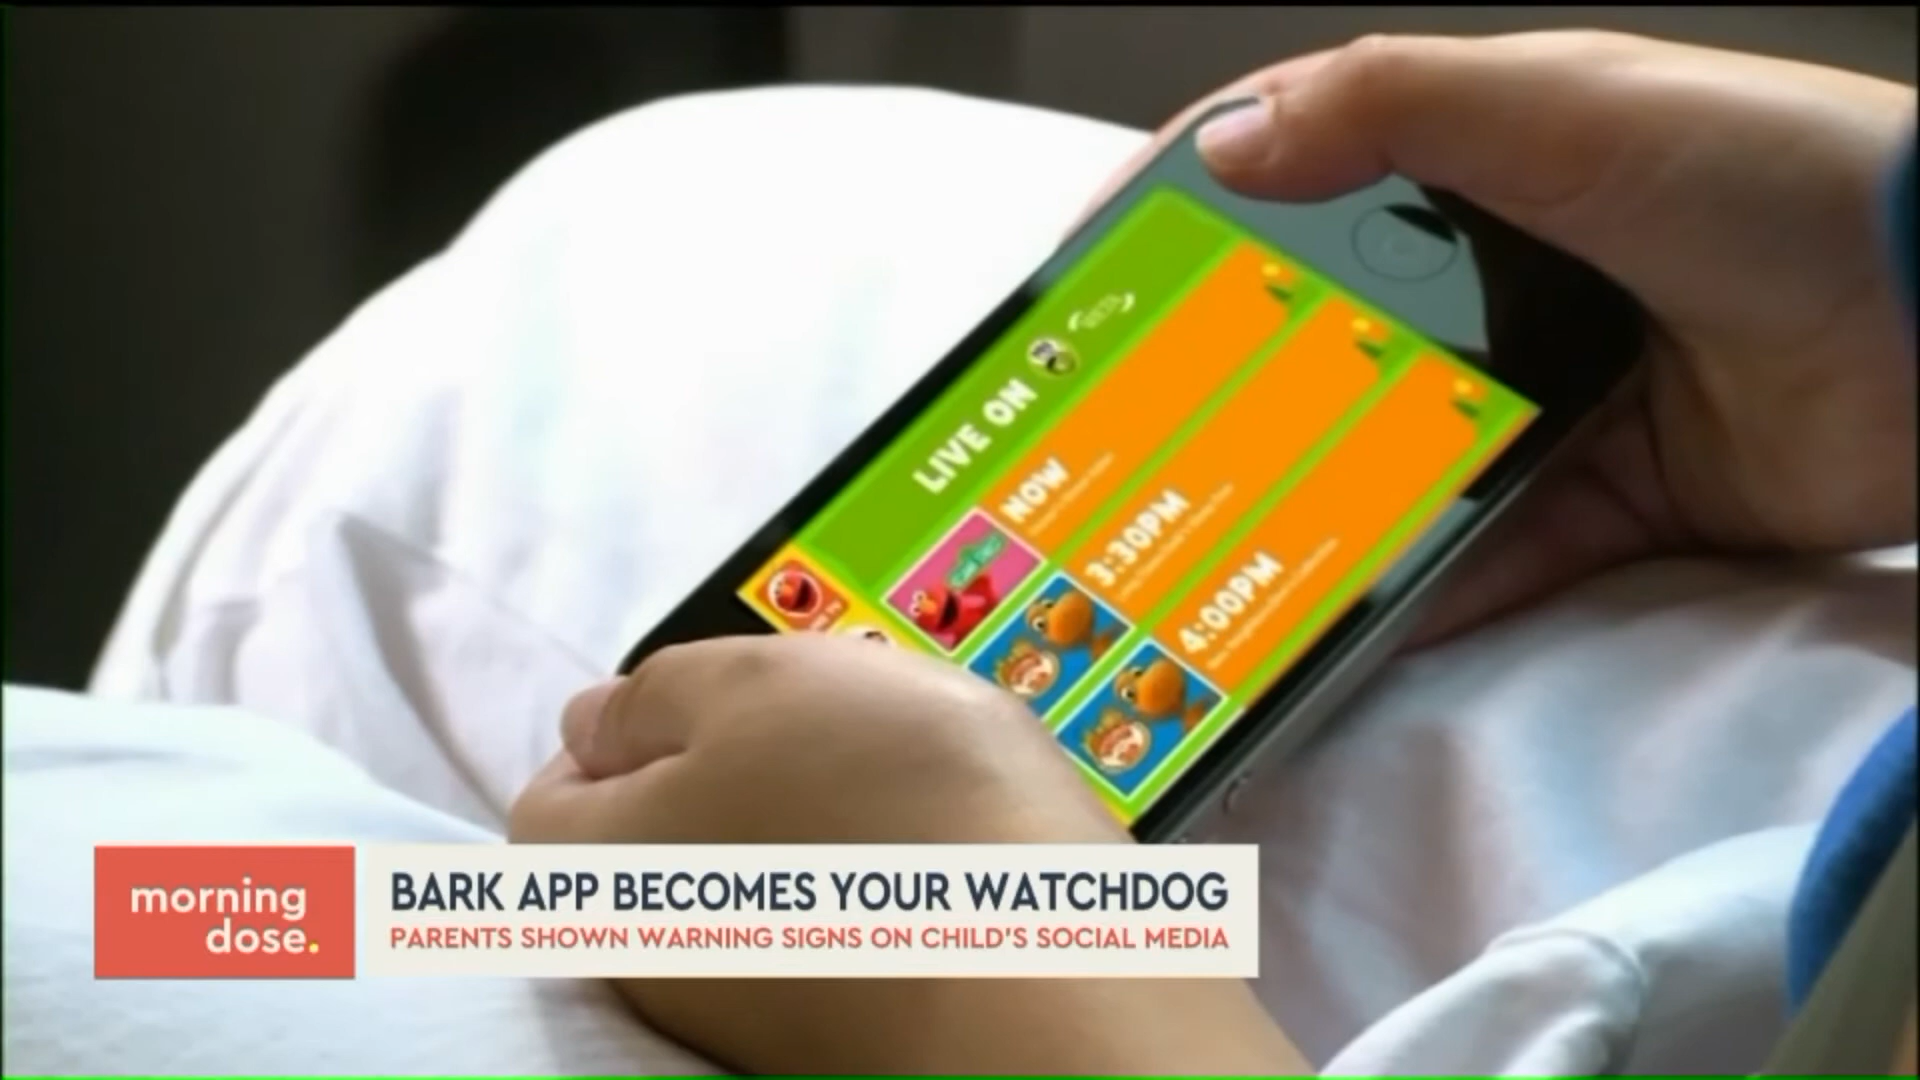 LIVE ON
NOW
3:30PM
4:00PM
morning
dose.
BARK APP BECOMES YOUR WATCHDOG
PARENTS SHOWN WARNING SIGNS ON CHILD'S SOCIAL MEDIA